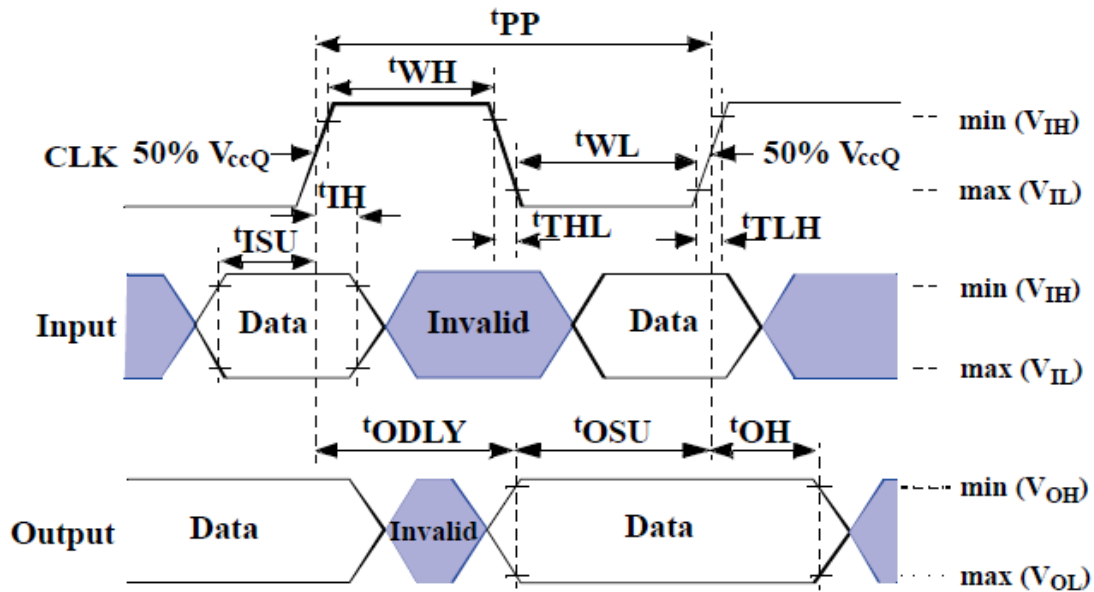 tPP
tWH
min (VIH)
CLK 50% VccQ
tWL
50% VccQ
max (VIL)
tIH
tTHL
tTLH
tISU
min (VIH)
Input Data Invalid Data
max (VIL)
tODLY tOSU tOH
min (VOH)
Output Data Invalid Data
max (VOL)